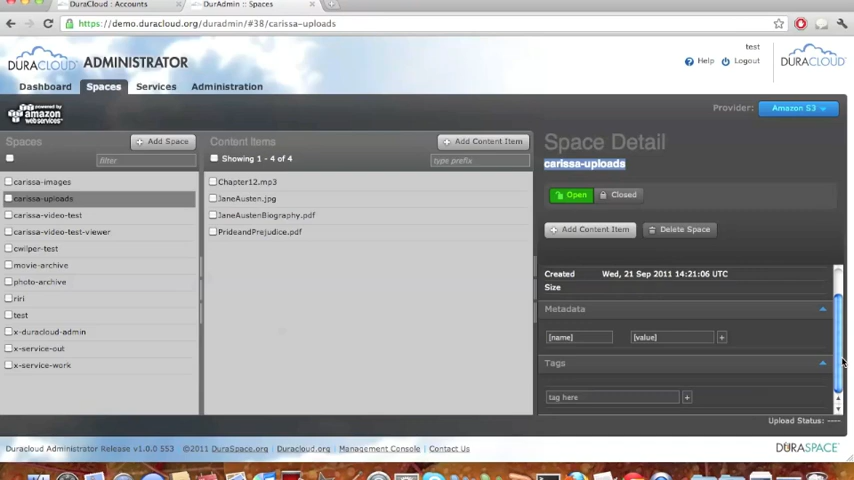 DuraCloud : Accounts
DurAdmin :: Spaces
https://demo.duracloud.org/duradmin/#38/carissa-uploads
DURACLOUD ADMINISTRATOR
test
Help
Logout
DURACLOUD
Dashboard
Spaces
Services
Administration
powered by
amazon
web services
Provider:
Amazon S3
Spaces
Add Space
filter
carissa-images
carissa-uploads
carissa-video-test
carissa-video-test-viewer
cwilper-test
movie-archive
photo-archive
riri
test
x-duracloud-admin
x-service-out
x-service-work
Content Items
Add Content Item
Showing 1 - 4 of 4
type prefix
Chapter12.mp3
JaneAusten.jpg
JaneAustenBiography.pdf
PrideandPrejudice.pdf
Space Detail
carissa-uploads
Open
Closed
Add Content Item
Delete Space
Created Wed, 21 Sep 2011 14:21:06 UTC
Size
Metadata
[name] [value] +
Tags
tag here +
Upload Status: ----
Duracloud Administrator Release v1.0.0 553 ©2011 DuraSpace.org Duracloud.org Management Console Contact Us
DURASPACE